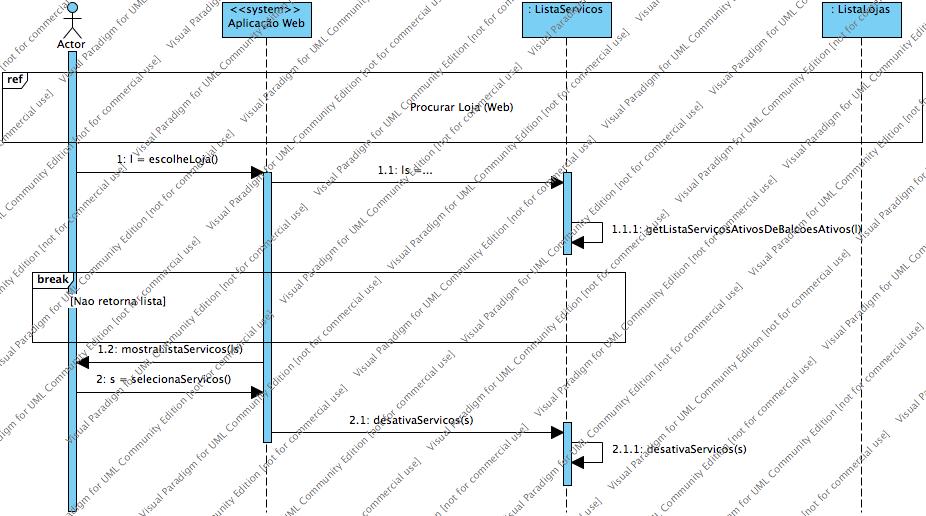 <<system>>
Aplicação Web
: ListaServicos
: ListaLojas
Actor
ref
Procurar Loja (Web)
1: l = escolheLoja()
1.1: ls =...
1.1.1: getListaServiçosAtivosDeBalcoesAtivos(l)
break
[Nao retorna lista]
1.2: mostraListaServicos(ls)
2: s = selecionaServicos()
2.1: desativaServicos(s)
2.1.1: desativaServicos(s)
Visual Paradigm for UML Community Edition [not for commercial use]